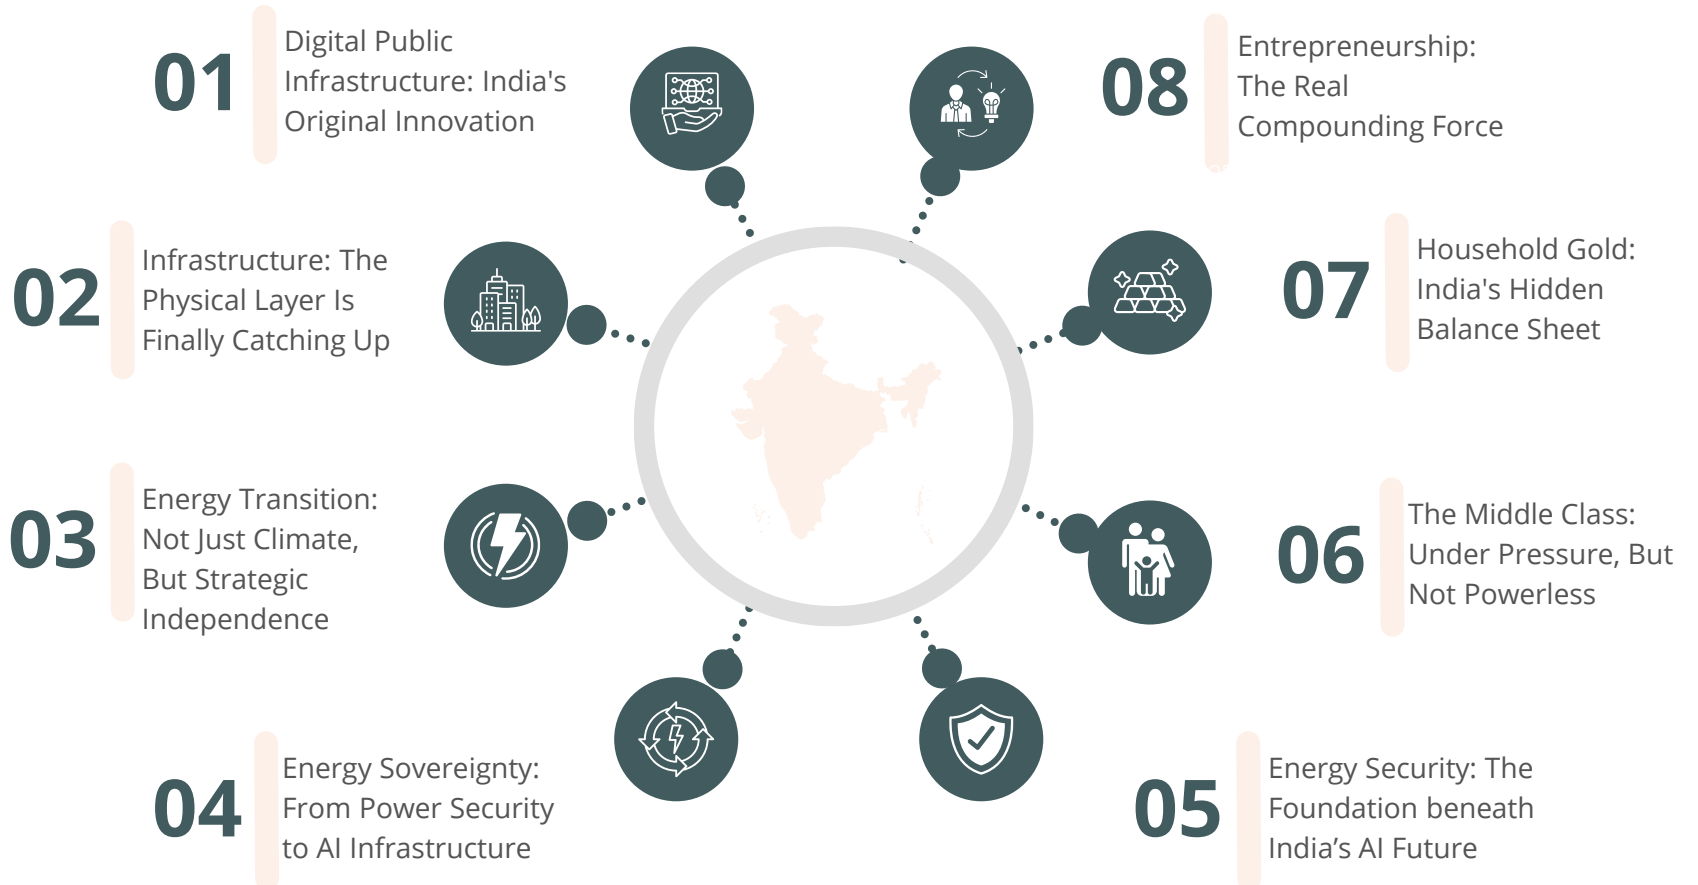 01
Digital Public
Infrastructure: India's
Original Innovation
02
Infrastructure: The
Physical Layer Is
Finally Catching Up
03
Energy Transition:
Not Just Climate,
But Strategic
Independence
04
Energy Sovereignty:
From Power Security
to AI Infrastructure
05
Energy Security: The
Foundation beneath
India’s AI Future
06
The Middle Class:
Under Pressure, But
Not Powerless
07
Household Gold:
India's Hidden
Balance Sheet
08
Entrepreneurship:
The Real
Compounding Force